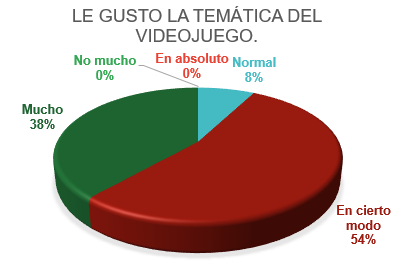 LE GUSTO LA TEMÁTICA DEL
VIDEOJUEGO.
No mucho
0%
En absoluto
0%
Normal
8%
Mucho
38%
En cierto
modo
54%